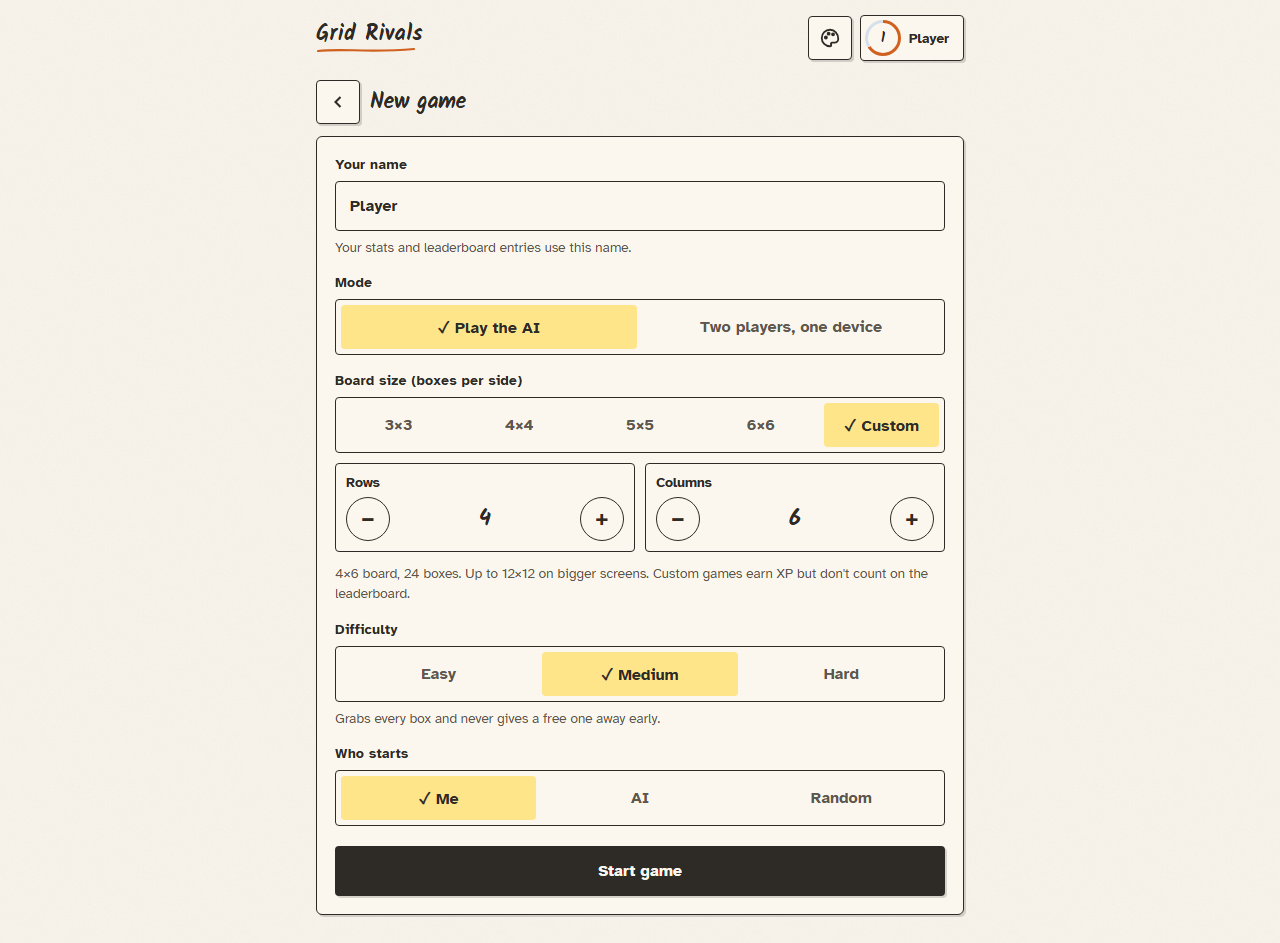 Grid Rivals
1
Player
New game
Your name
Player
Your stats and leaderboard entries use this name.
Mode
✓ Play the AI
Two players, one device
Board size (boxes per side)
3×3
4×4
5×5
6×6
✓ Custom
Rows
− 4 +
Columns
− 6 +
4×6 board, 24 boxes. Up to 12×12 on bigger screens. Custom games earn XP but don't count on the
leaderboard.
Difficulty
Easy
✓ Medium
Hard
Grabs every box and never gives a free one away early.
Who starts
✓ Me
AI
Random
Start game